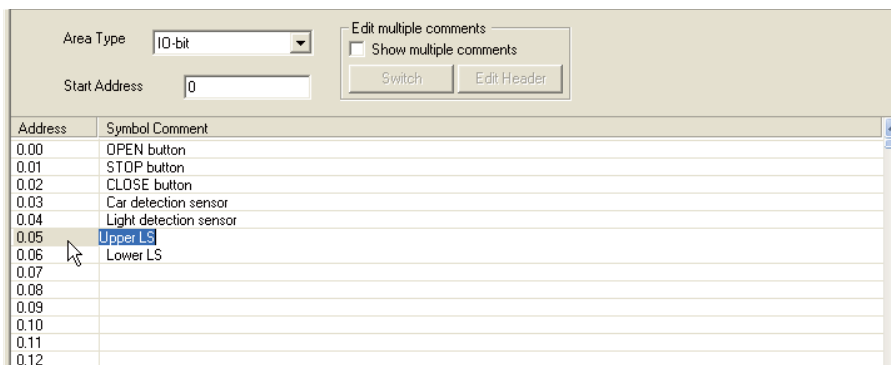 Edit multiple comments
Area Type IO-bit Show multiple comments
Switch Edit Header
Start Address 0
Address Symbol Comment
0.00 OPEN button
0.01 STOP button
0.02 CLOSE button
0.03 Car detection sensor
0.04 Light detection sensor
0.05 Upper LS
0.06 Lower LS
0.07
0.08
0.09
0.10
0.11
0.12